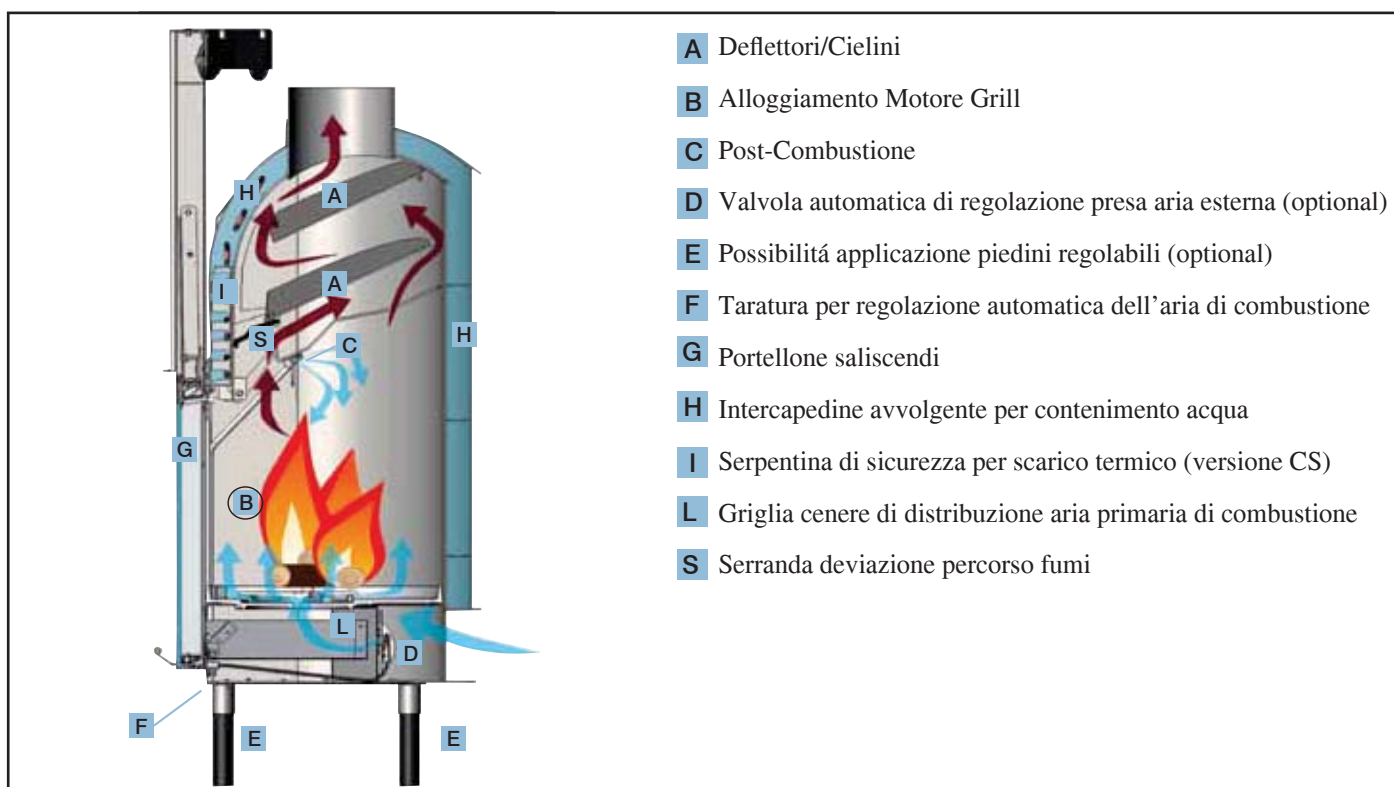 A Deflettori/Cielini
B Alloggiamento Motore Grill
C Post-Combustione
D Valvola automatica di regolazione presa aria esterna (optional)
E Possibilitá applicazione piedini regolabili (optional)
F Taratura per regolazione automatica dell’aria di combustione
G Portellone saliscendi
H Intercapedine avvolgente per contenimento acqua
I Serpentina di sicurezza per scarico termico (versione CS)
L Griglia cenere di distribuzione aria primaria di combustione
S Serranda deviazione percorso fumi
H
A
I
A
S
C
H
G
B
L
D
F
E
E